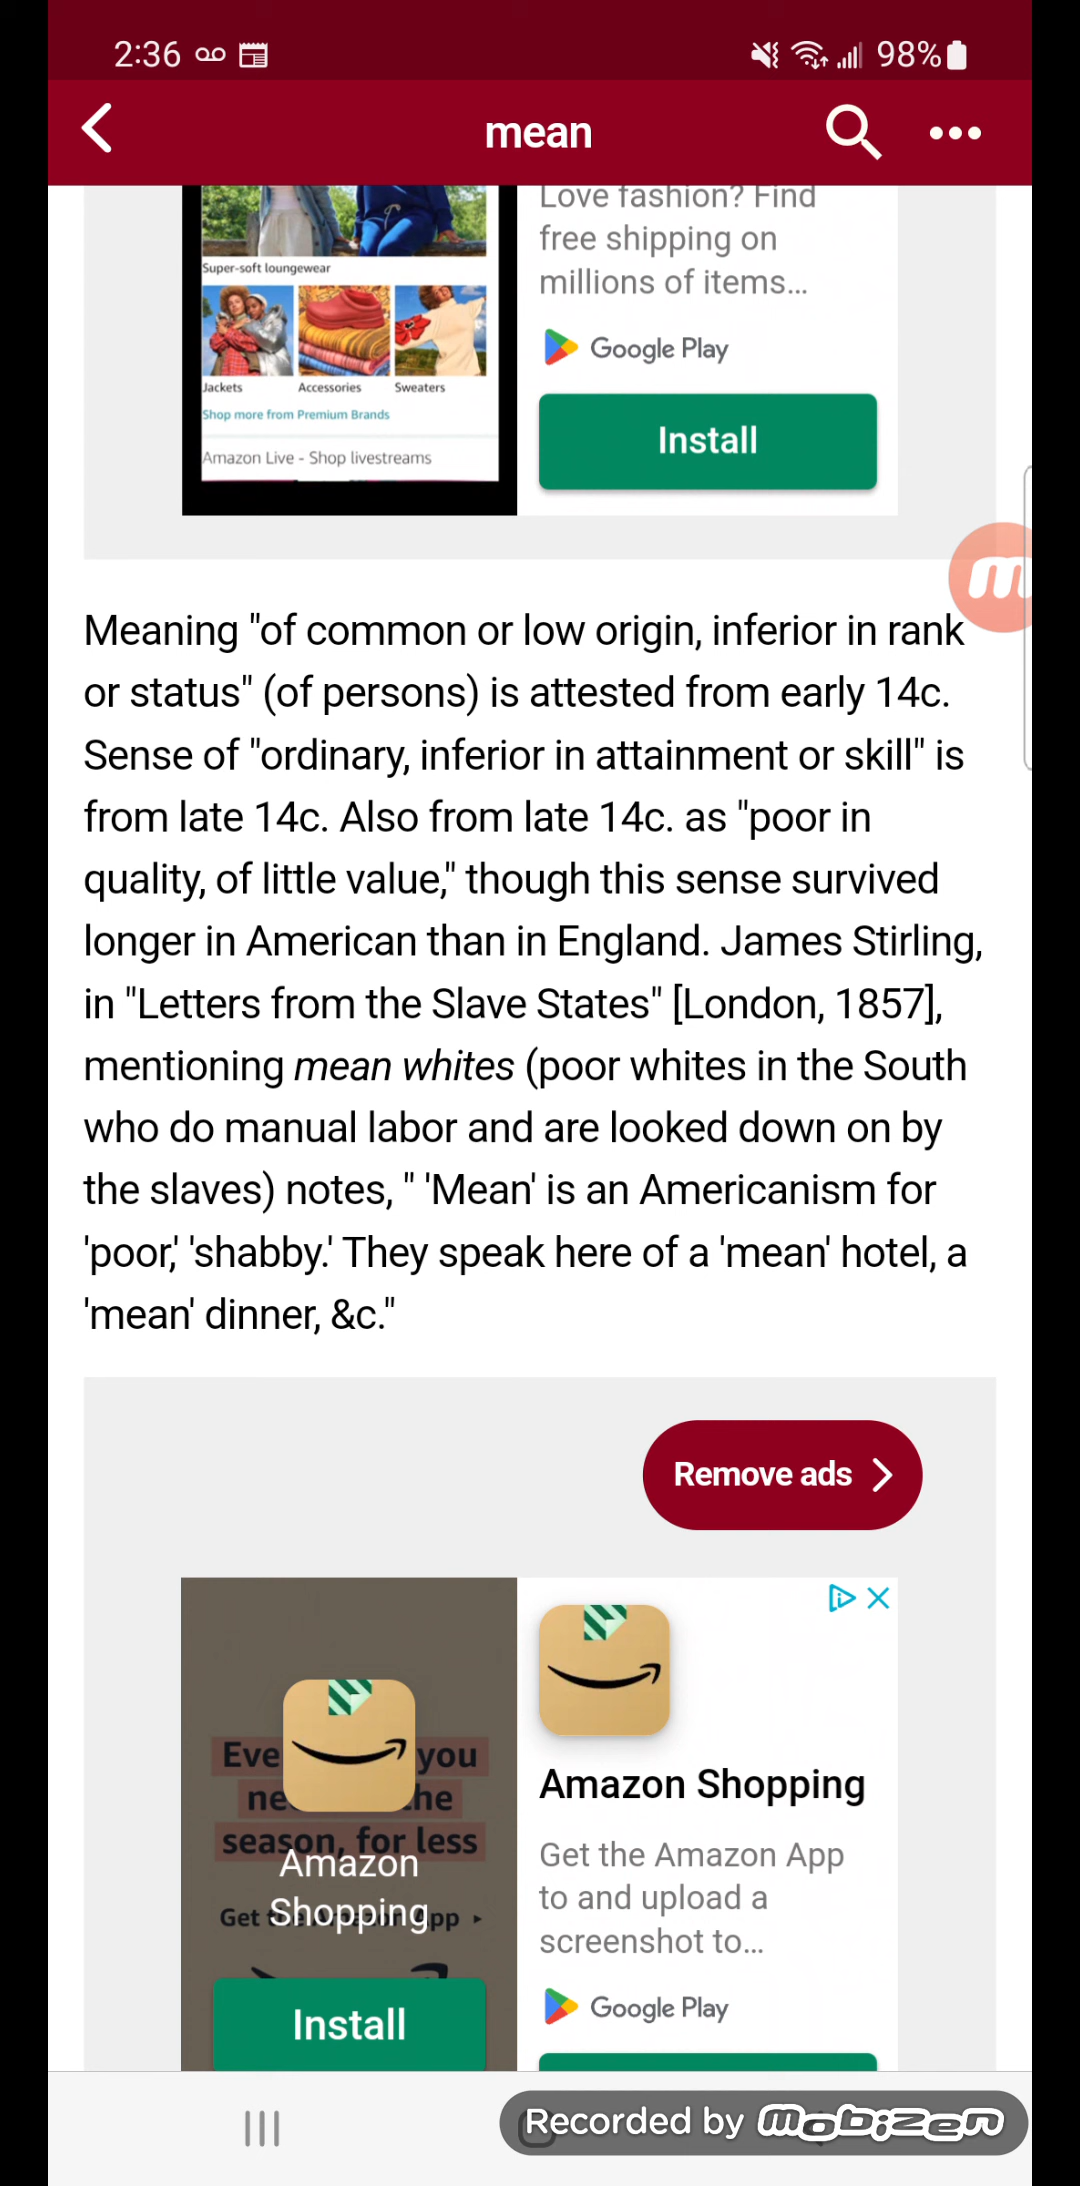 2:36
98%
mean
Love fashion? Find
free shipping on
millions of items...
Super-soft loungewear
Jackets Accessories Sweaters
Shop more from Premium Brands
Amazon Live - Shop livestreams
Google Play
Install
Meaning "of common or low origin, inferior in rank
or status" (of persons) is attested from early 14c.
Sense of "ordinary, inferior in attainment or skill" is
from late 14c. Also from late 14c. as "poor in
quality, of little value," though this sense survived
longer in American than in England. James Stirling,
in "Letters from the Slave States" [London, 1857],
mentioning mean whites (poor whites in the South
who do manual labor and are looked down on by
the slaves) notes, " 'Mean' is an Americanism for
'poor,' 'shabby.' They speak here of a 'mean' hotel, a
'mean' dinner, &c."
Remove ads
you
season, for less
Amazon
Shopping
Get
Install
Amazon Shopping
Get the Amazon App
to and upload a
screenshot to...
Google Play
Recorded by mobizen